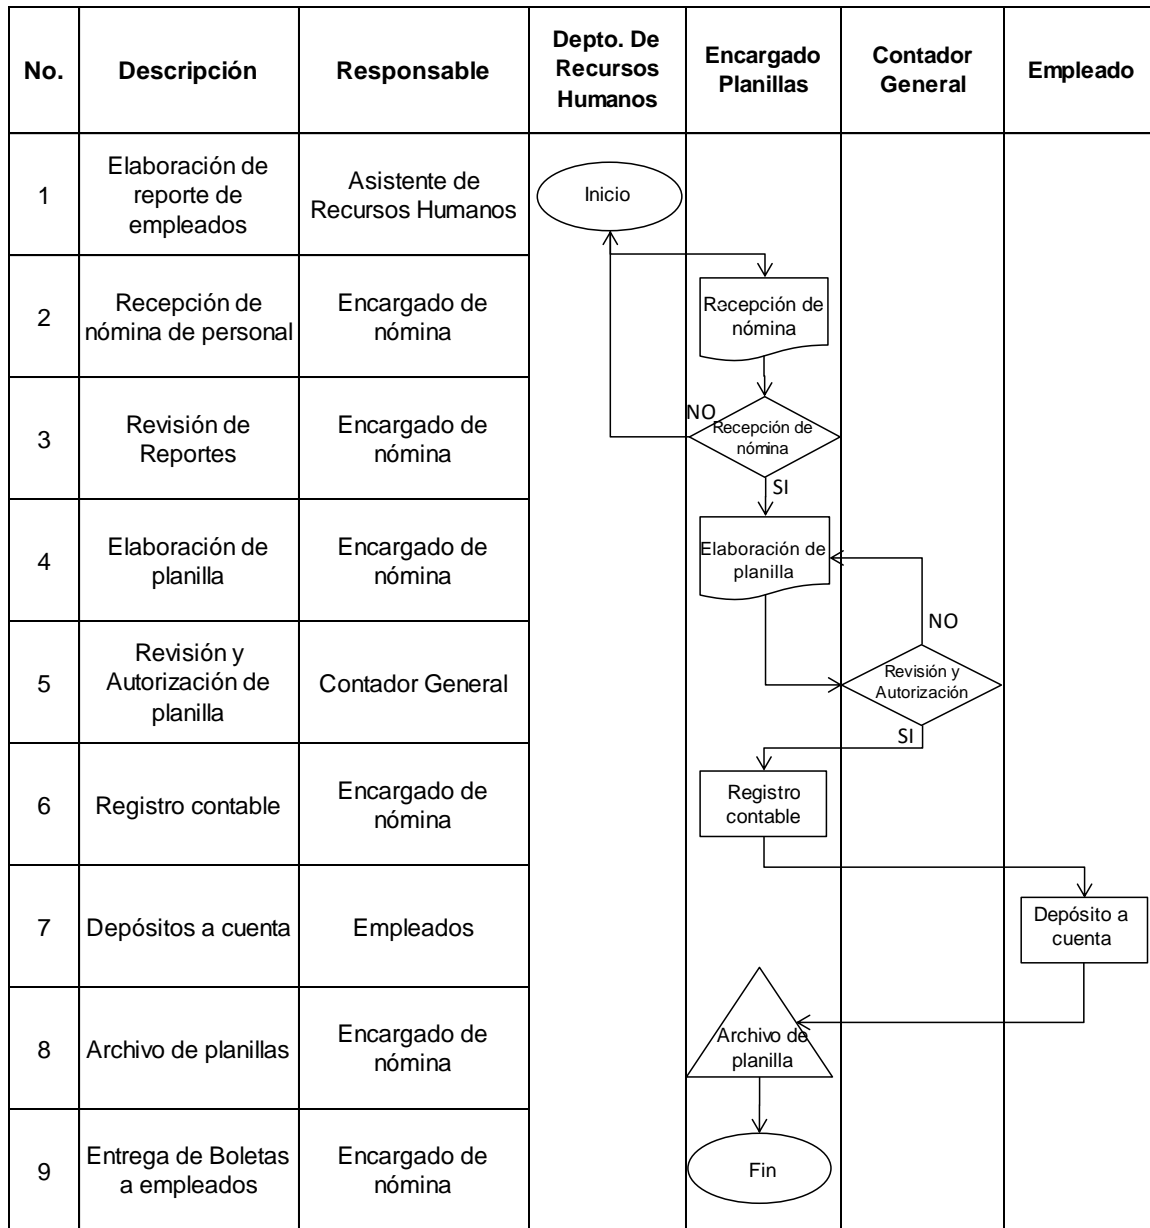 No.
Descripción
Responsable
Depto. De
Recursos
Humanos
Encargado
Planillas
Contador
General
Empleado
1
Elaboración de
reporte de
empleados
Asistente de
Recursos Humanos
Inicio
2
Recepción de
nómina de personal
Encargado de
nómina
Recepción de
nómina
3
Revisión de
Reportes
Encargado de
nómina
NO
Recepción de
nómina
SI
4
Elaboración de
planilla
Encargado de
nómina
Elaboración de
planilla
NO
5
Revisión y
Autorización de
planilla
Contador General
Revisión y
Autorización
SI
6
Registro contable
Encargado de
nómina
Registro
contable
7
Depósitos a cuenta
Empleados
Depósito a
cuenta
8
Archivo de planillas
Encargado de
nómina
Archivo de
planilla
9
Entrega de Boletas
a empleados
Encargado de
nómina
Fin